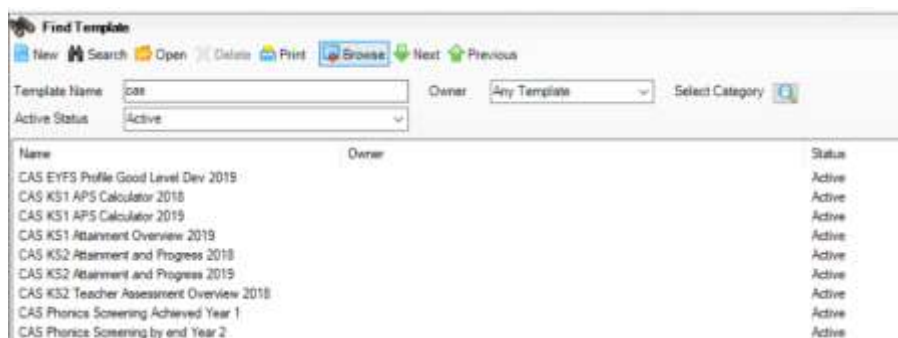 Find Template
New Search Open Delete Print Browse Next Previous
Template Name cas Owner Any Template Select Category
Active Status Active
Name Owner Status
CAS EYFS Profile Good Level Dev 2019 Active
CAS KS1 APS Calculator 2018 Active
CAS KS1 APS Calculator 2019 Active
CAS KS1 Attainment Overview 2019 Active
CAS KS2 Attainment and Progress 2018 Active
CAS KS2 Attainment and Progress 2019 Active
CAS KS2 Teacher Assessment Overview 2018 Active
CAS Phonics Screening Achieved Year 1 Active
CAS Phonics Screening by end Year 2 Active